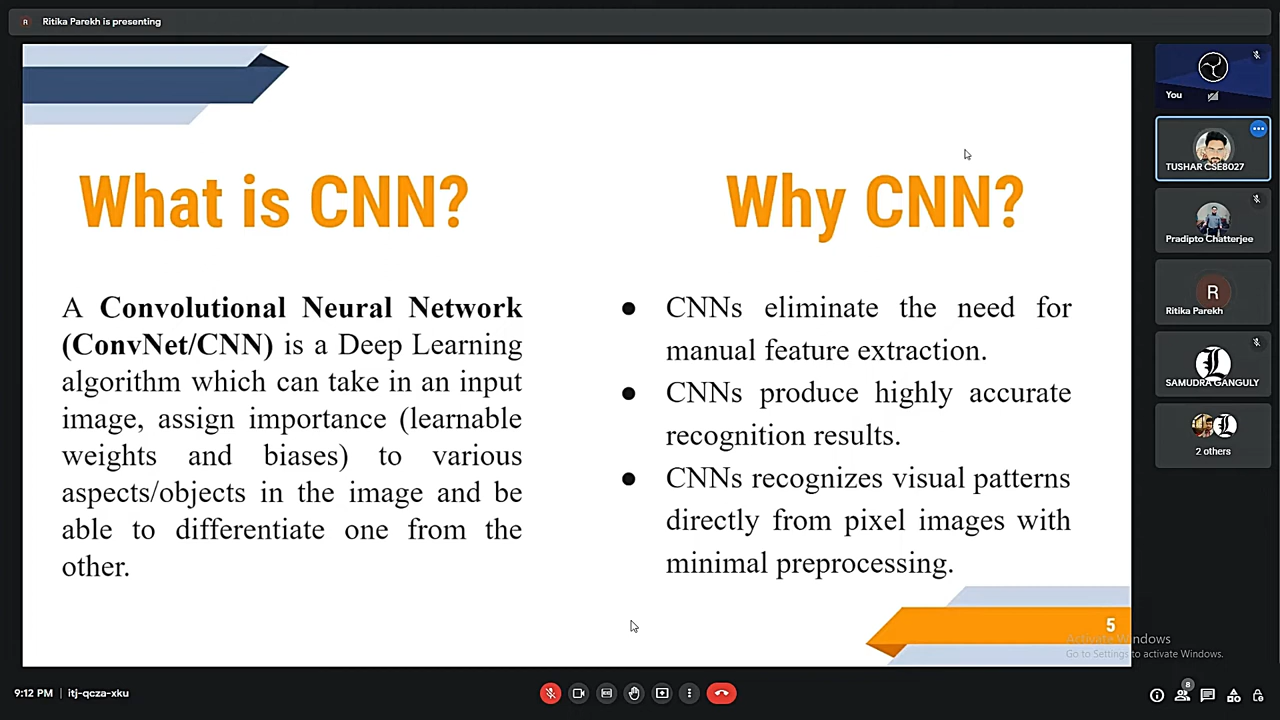 R Ritika Parekh is presenting
You
TUSHAR CSE8027
Pradipto Chatterjee
R
Ritika Parekh
SAMUDRA GANGULY
2 others
What is CNN?
A Convolutional Neural Network
(ConvNet/CNN) is a Deep Learning
algorithm which can take in an input
image, assign importance (learnable
weights and biases) to various
aspects/objects in the image and be
able to differentiate one from the
other.
Why CNN?
● CNNs eliminate the need for
manual feature extraction.
● CNNs produce highly accurate
recognition results.
● CNNs recognizes visual patterns
directly from pixel images with
minimal preprocessing.
5
Activate Windows
Go to Settings to activate Windows.
9:12 PM | itj-qcza-xku
8